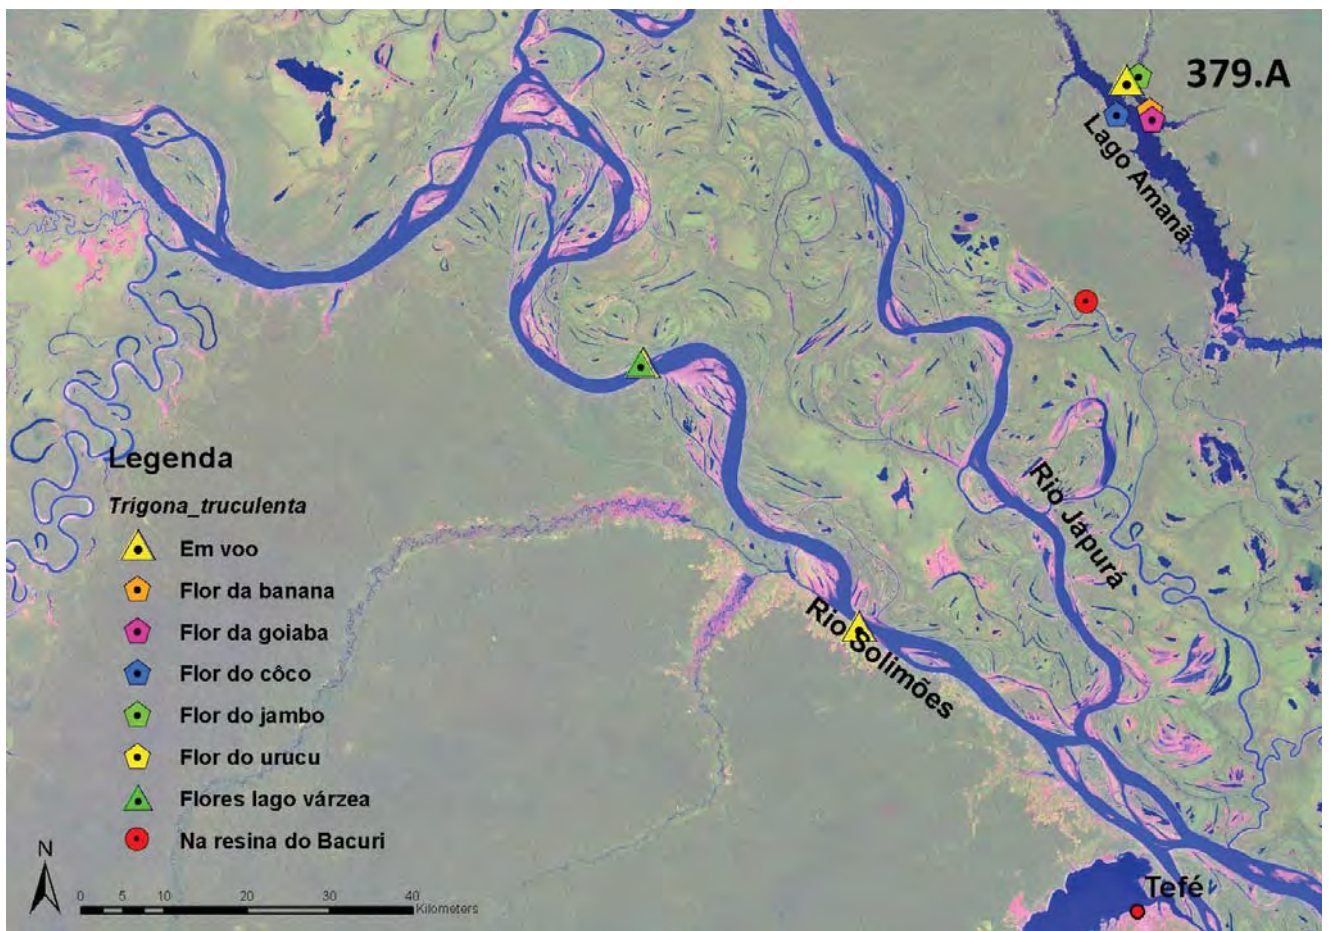 379.A
Lago Amanã
Legenda
Trigona_truculenta
Em voo
Flor da banana
Flor da goiaba
Flor do côco
Flor do jambo
Flor do urucu
Flores lago várzea
Na resina do Bacuri
Rio Japurá
Rio Solimões
Tefé
N
0 5 10 20 30 40
Kilometers